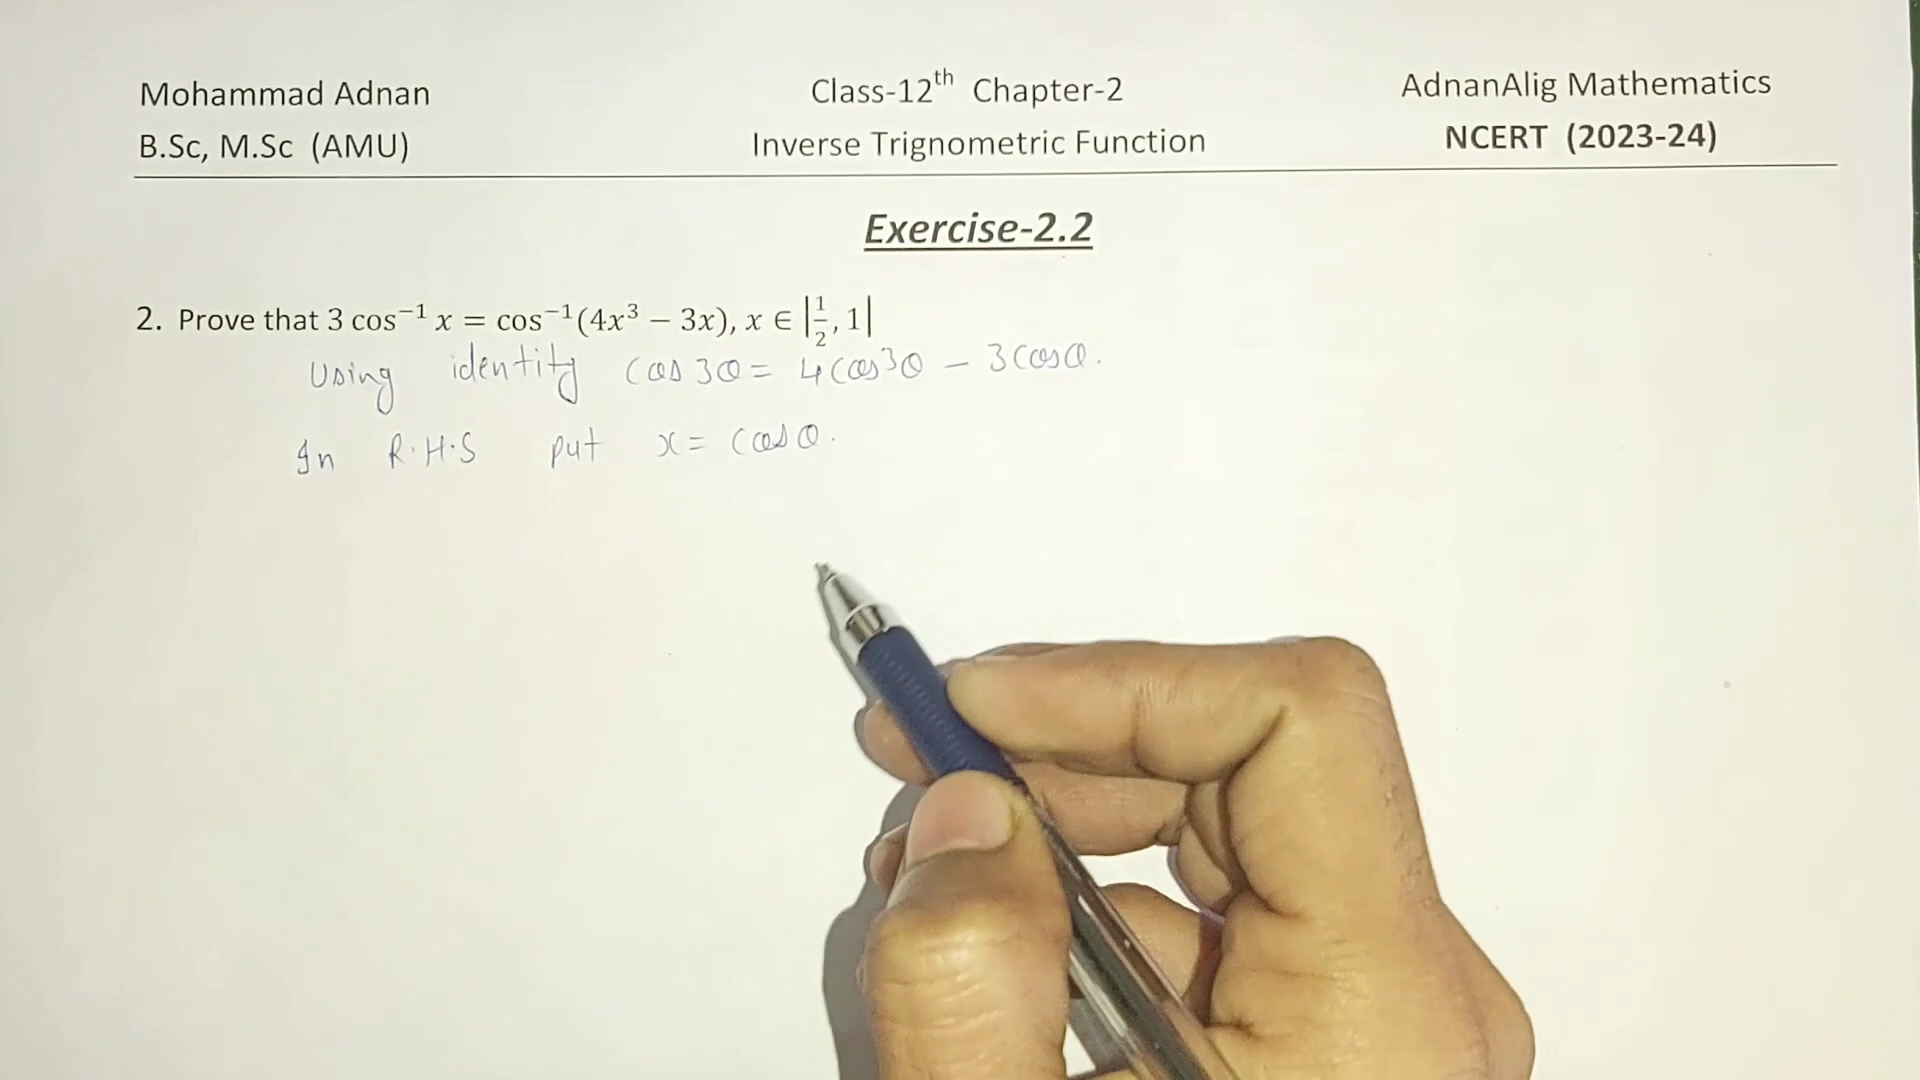 Mohammad Adnan
B.Sc, M.Sc (AMU)
Class-12th Chapter-2
Inverse Trignometric Function
AdnanAlig Mathematics
NCERT (2023-24)
Exercise-2.2
2. Prove that 3 cos⁻¹ x = cos⁻¹(4x³ − 3x), x ∈ |1/2, 1|
Using identity Cos 3θ = 4Cos³θ − 3Cosθ.
In R.H.S put x = Cosθ.